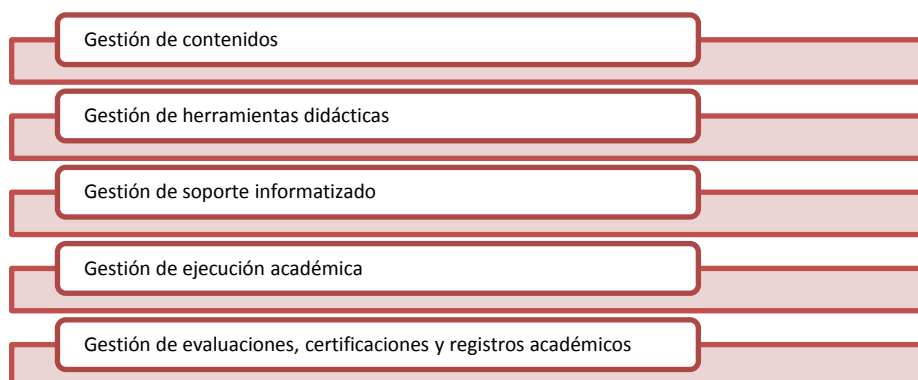 Gestión de contenidos
Gestión de herramientas didácticas
Gestión de soporte informatizado
Gestión de ejecución académica
Gestión de evaluaciones, certificaciones y registros académicos